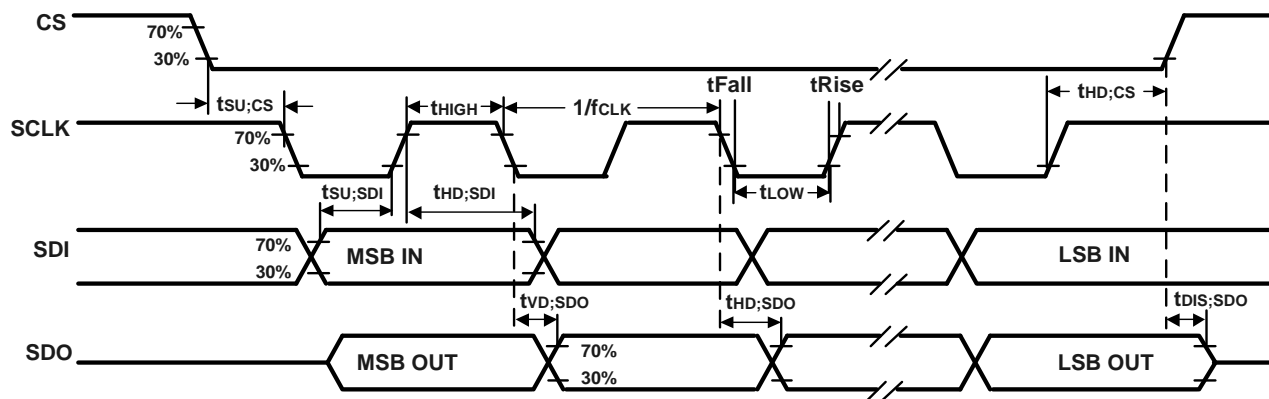 CS
70%
30%
tFall
tRise
tSU;CS
tHIGH
1/fCLK
tHD;CS
SCLK
70%
30%
tSU;SDI
tHD;SDI
tLOW
SDI
70%
30%
MSB IN
LSB IN
tVD;SDO
tHD;SDO
tDIS;SDO
SDO
MSB OUT
70%
30%
LSB OUT